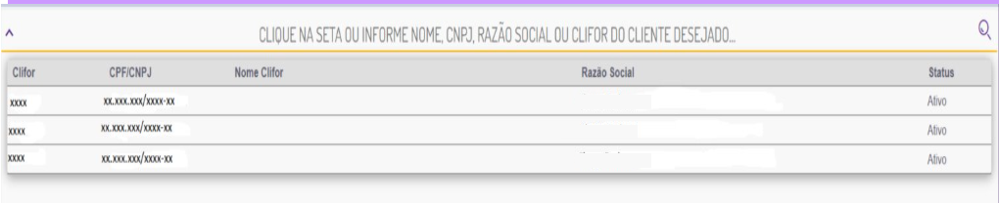 CLIQUE NA SETA OU INFORME NOME, CNPJ, RAZÃO SOCIAL OU CLIFOR DO CLIENTE DESEJADO...
Clifor CPF/CNPJ Nome Clifor Razão Social Status
xxxx xx.xxx.xxx/xxxx-xx Ativo
xxxx xx.xxx.xxx/xxxx-xx Ativo
xxxx xx.xxx.xxx/xxxx-xx Ativo